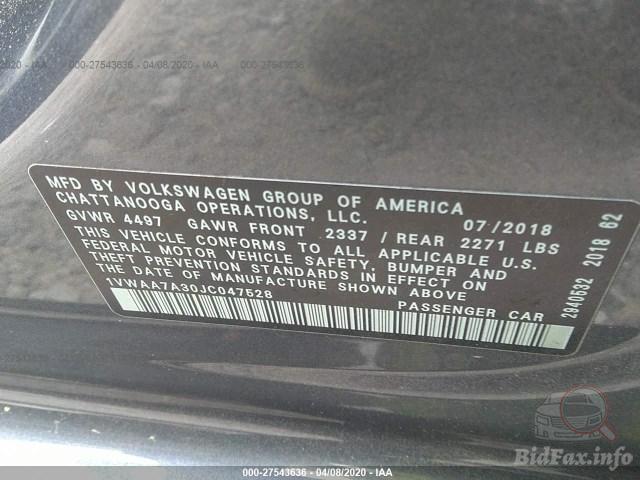 000-27543636 - 04/08/2020 - IAA
MFD BY VOLKSWAGEN GROUP OF AMERICA
CHATTANOOGA OPERATIONS, LLC. 07/2018
GVWR 4497 GAWR FRONT 2337 / REAR 2271 LBS
THIS VEHICLE CONFORMS TO ALL APPLICABLE U.S.
FEDERAL MOTOR VEHICLE SAFETY, BUMPER AND
THEFT PREVENTION STANDARDS IN EFFECT ON
THE DATE OF MANUFACTURE SHOWN ABOVE
1VWAA7A30JC047528
PASSENGER CAR
2940632 2018 62
BidFax.info
000-27543636 - 04/08/2020 - IAA